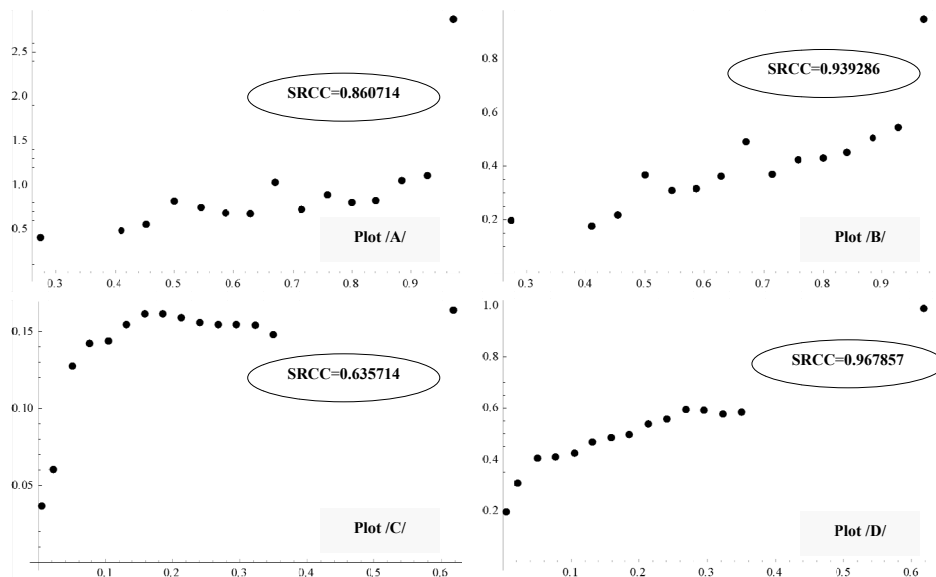 2.5
2.0
1.0
0.5
SRCC=0.860714
Plot /A/
0.3 0.4 0.5 0.6 0.7 0.8 0.9
0.8
0.6
0.4
0.2
SRCC=0.939286
Plot /B/
0.3 0.4 0.5 0.6 0.7 0.8 0.9
0.15
0.10
0.05
SRCC=0.635714
Plot /C/
0.1 0.2 0.3 0.4 0.5 0.6
1.0
0.8
0.6
0.4
0.2
SRCC=0.967857
Plot /D/
0.1 0.2 0.3 0.4 0.5 0.6